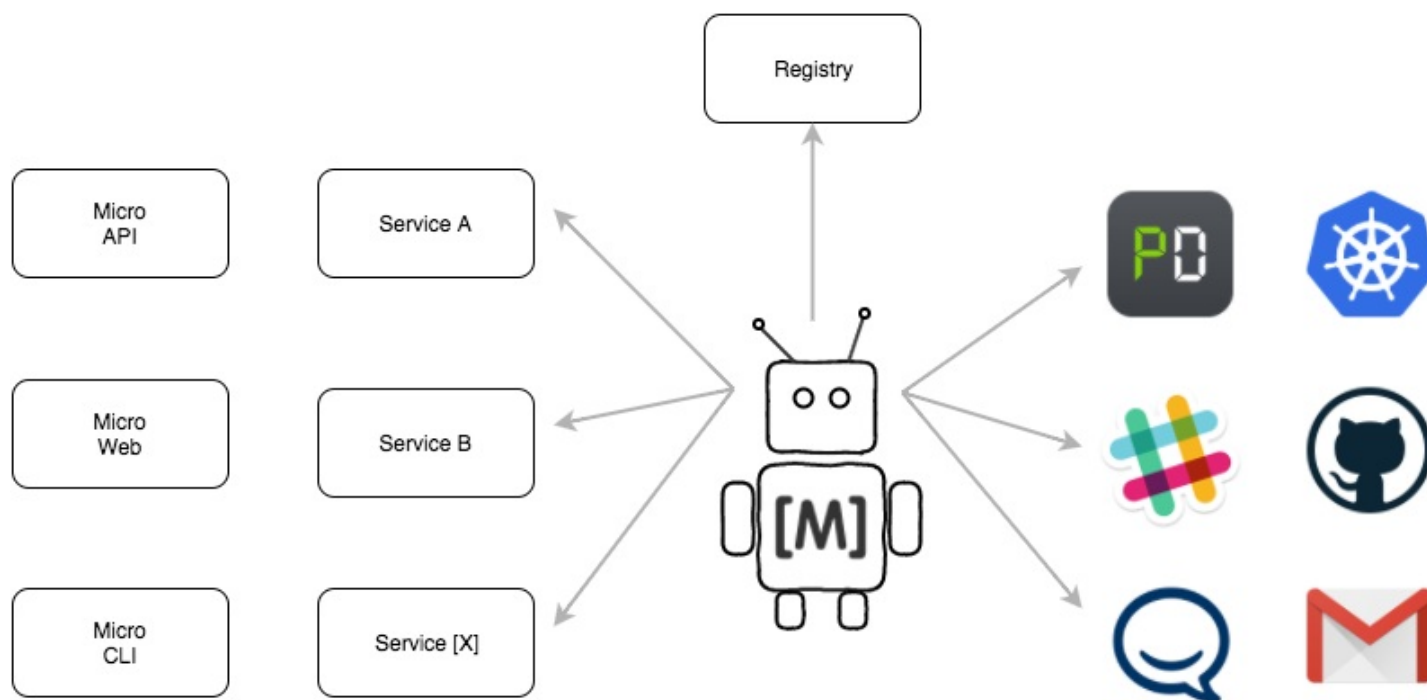 Registry
Micro
API
Service A
PD
Micro
Web
Service B
[M]
Micro
CLI
Service [X]